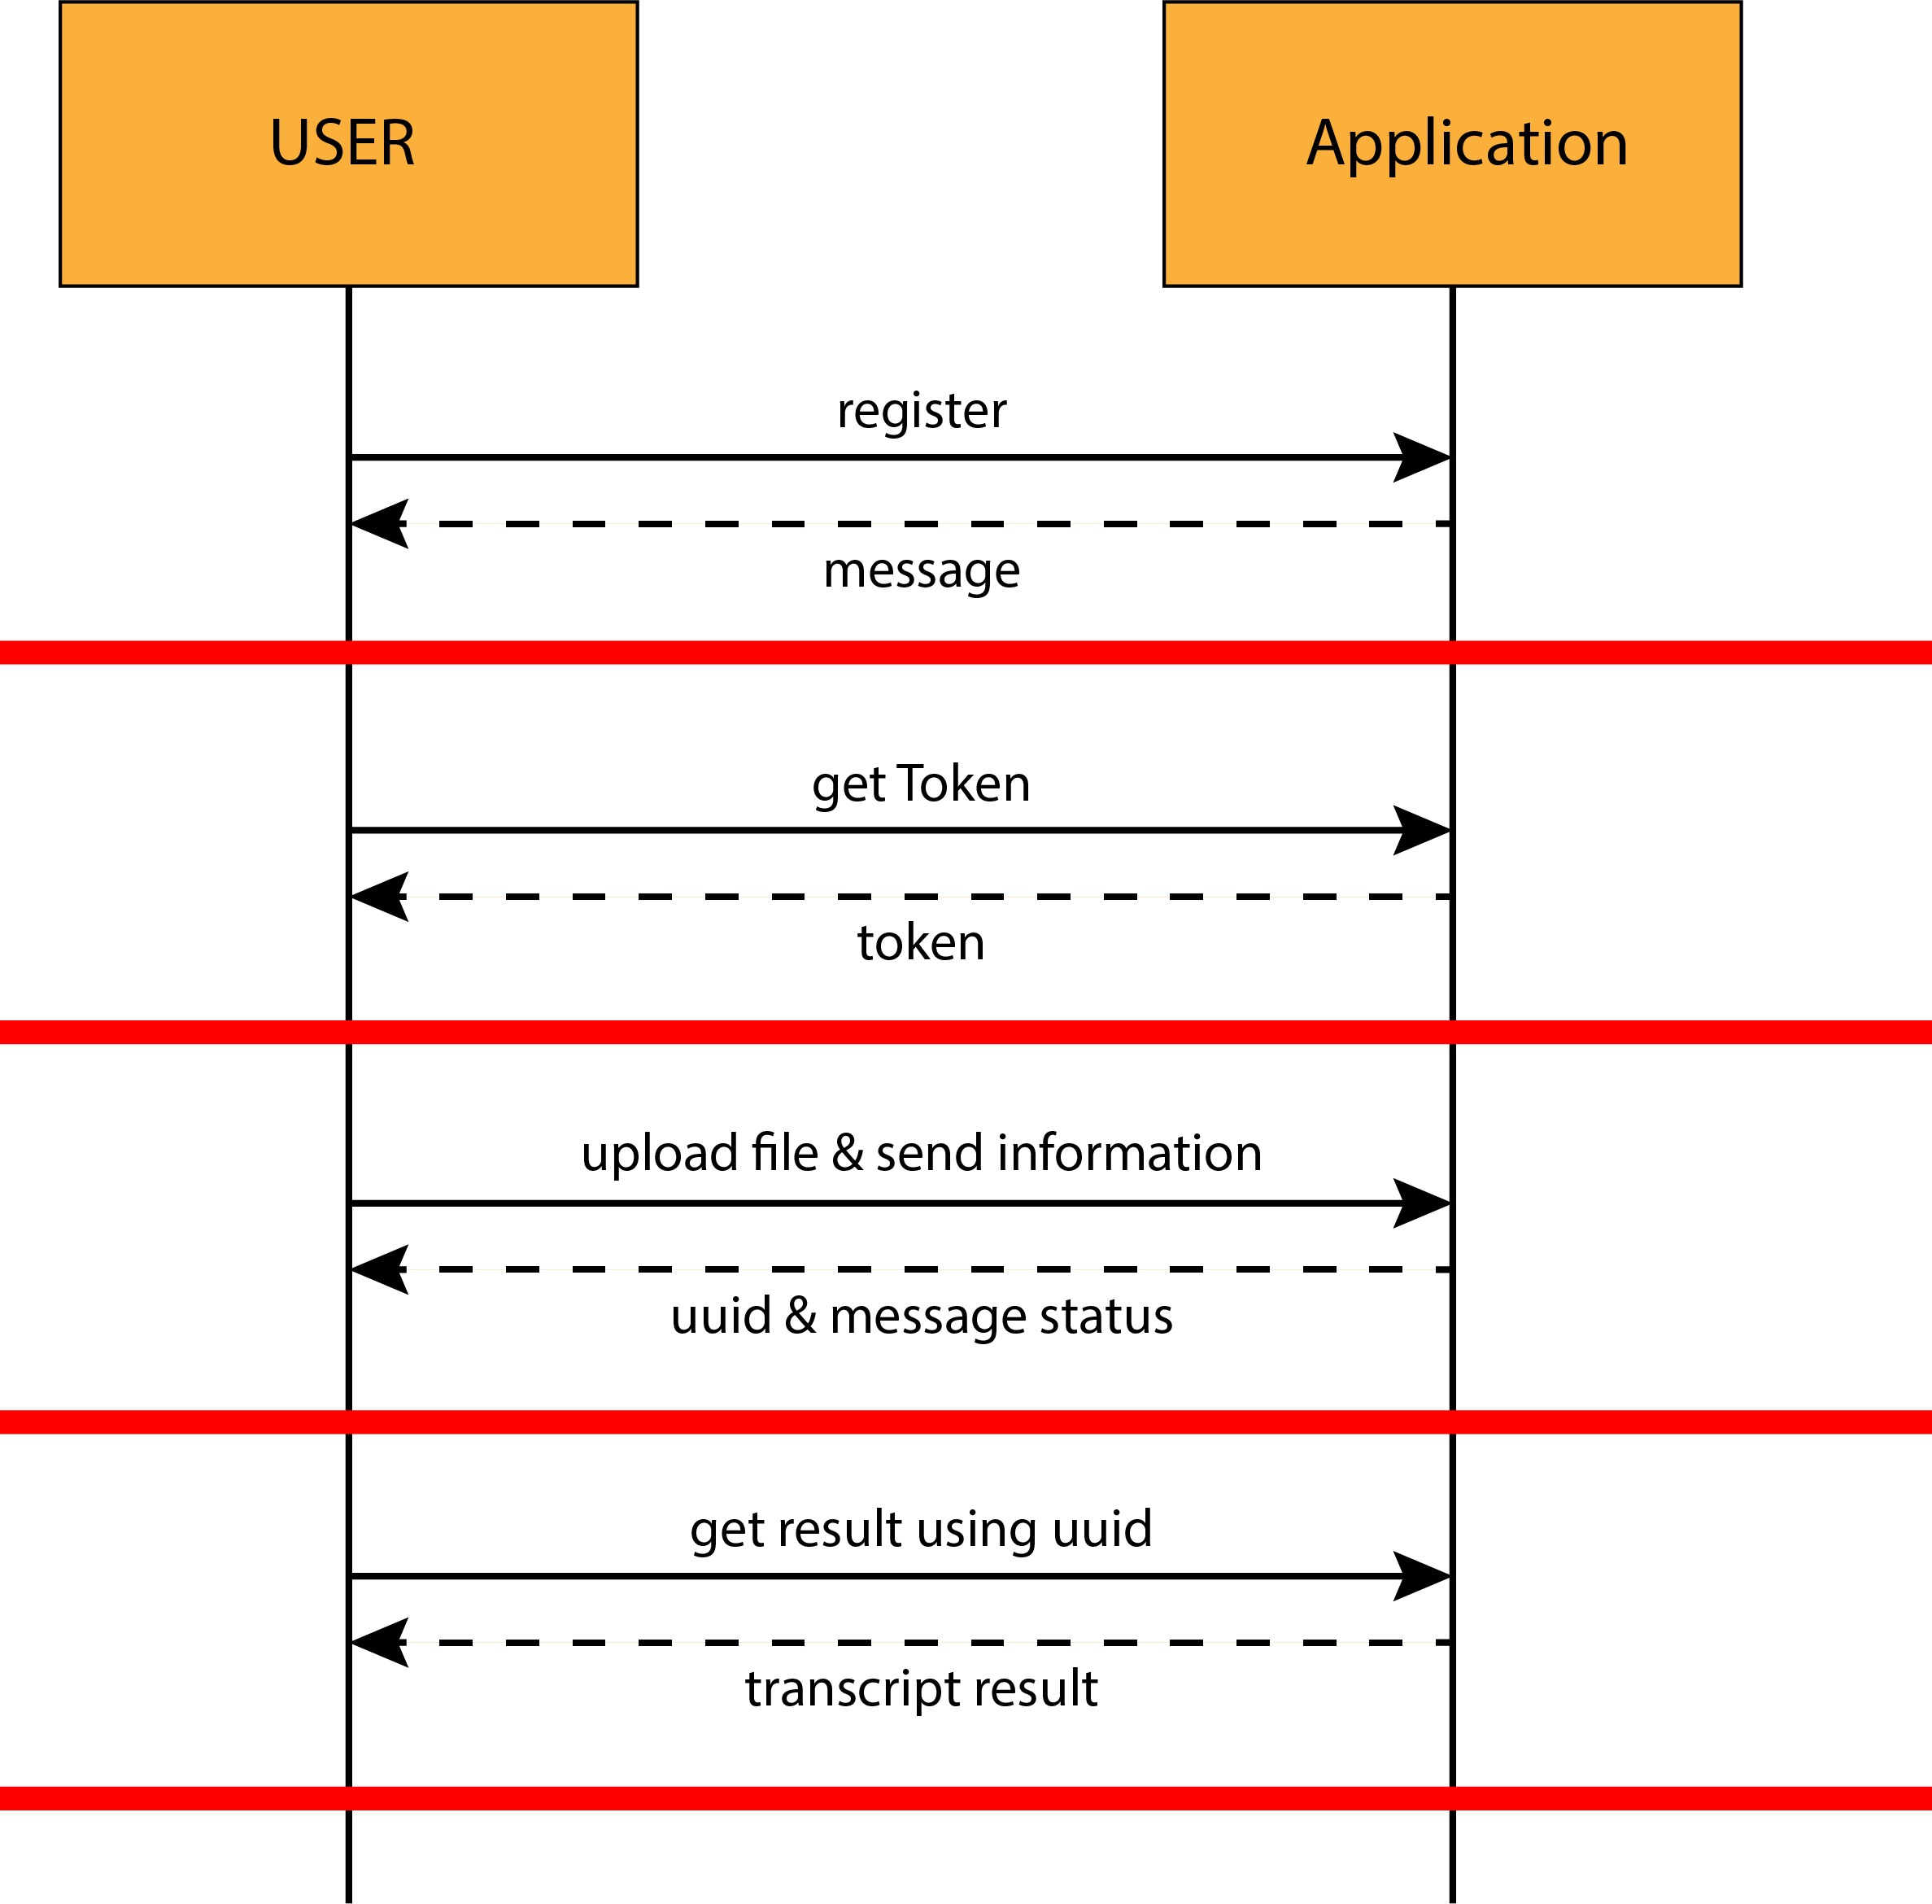 USER
Application
register
message
get Token
token
upload file & send information
uuid & message status
get result using uuid
transcript result